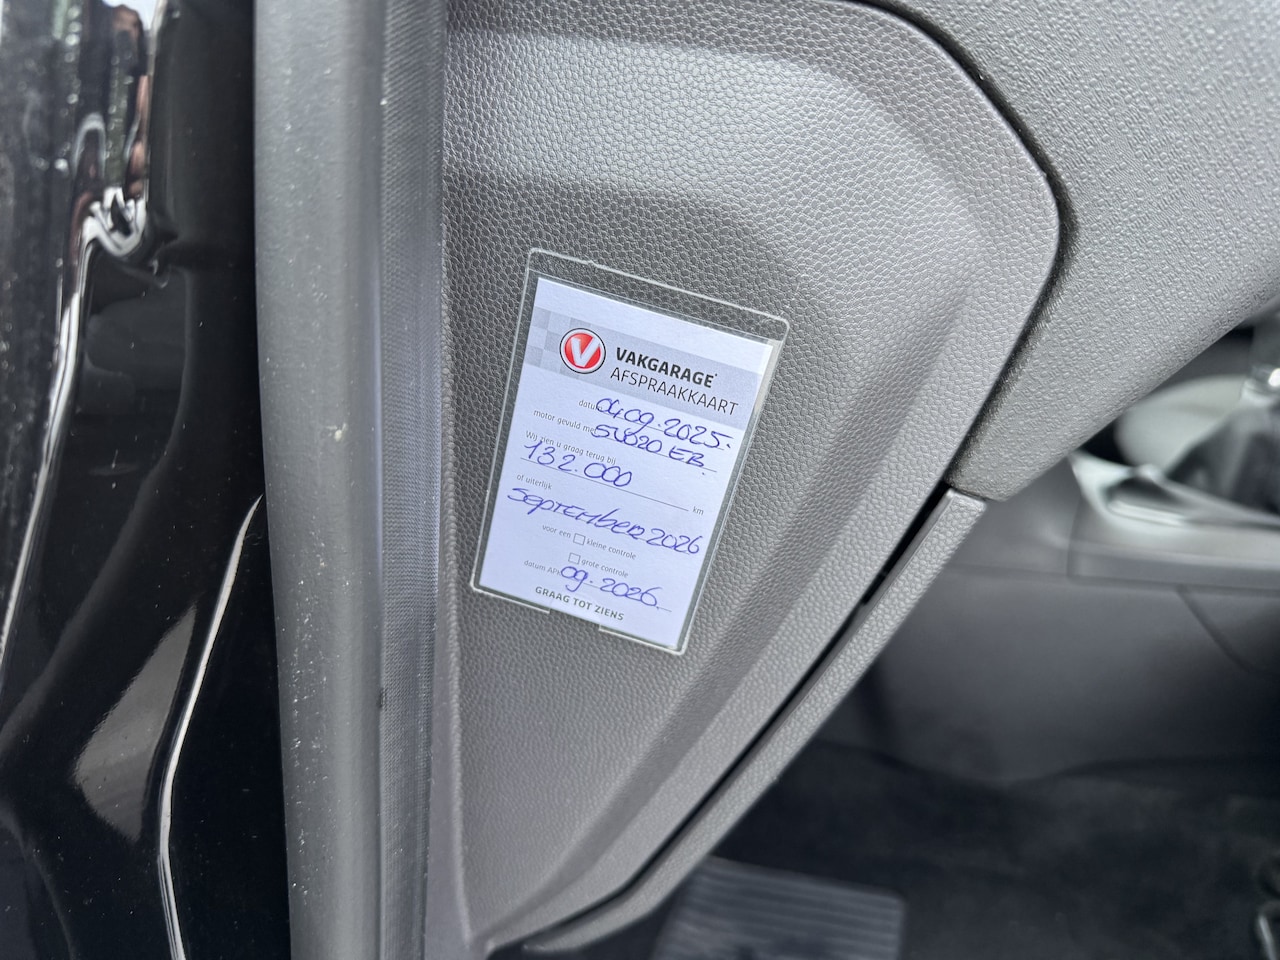 V VAKGARAGE
AFSPRAAKKAART
datum 04.09.2025.
motor gevuld met 5W20 EB.
Wij zien u graag terug bij
132.000 km
of uiterlijk
September 2026
voor een kleine controle
grote controle
datum APK 09.2026.
GRAAG TOT ZIENS